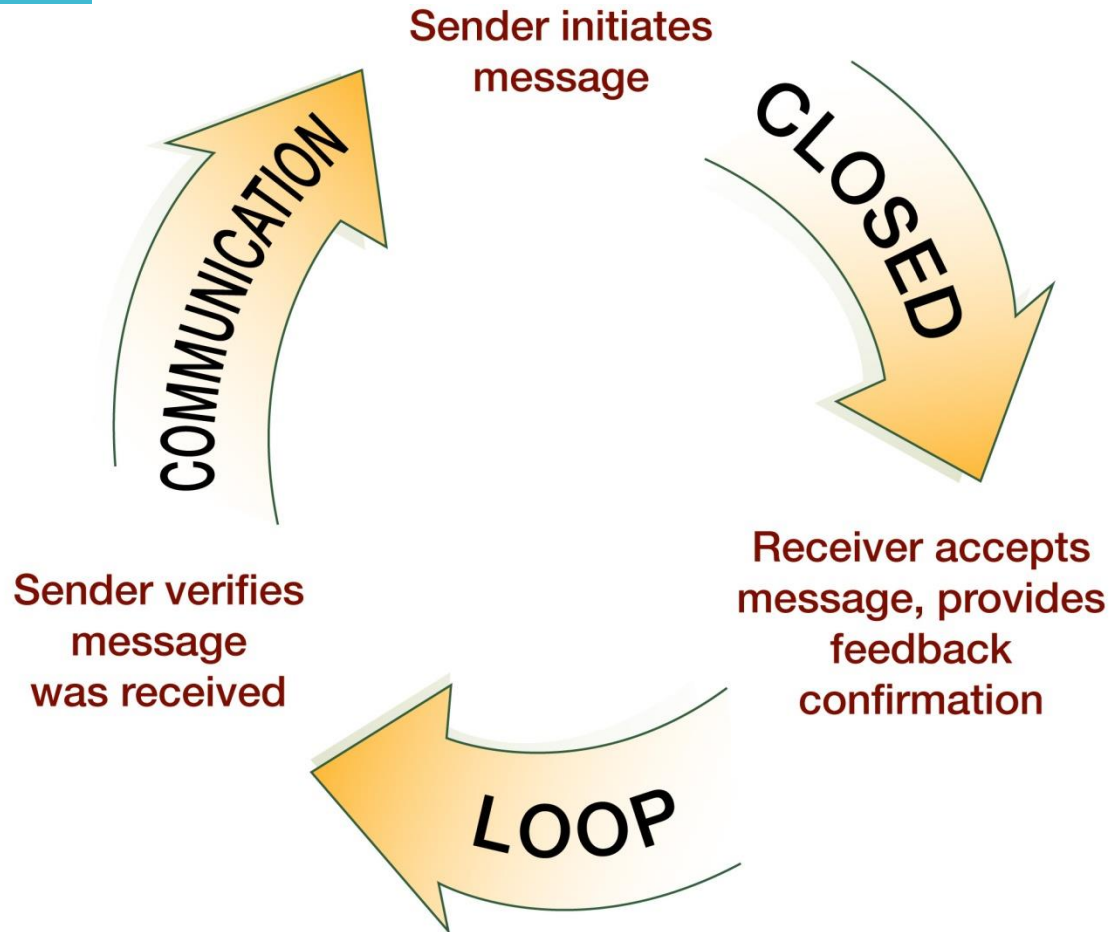 Sender initiates
message
CLOSED
Receiver accepts
message, provides
feedback
confirmation
LOOP
Sender verifies
message
was received
COMMUNICATION